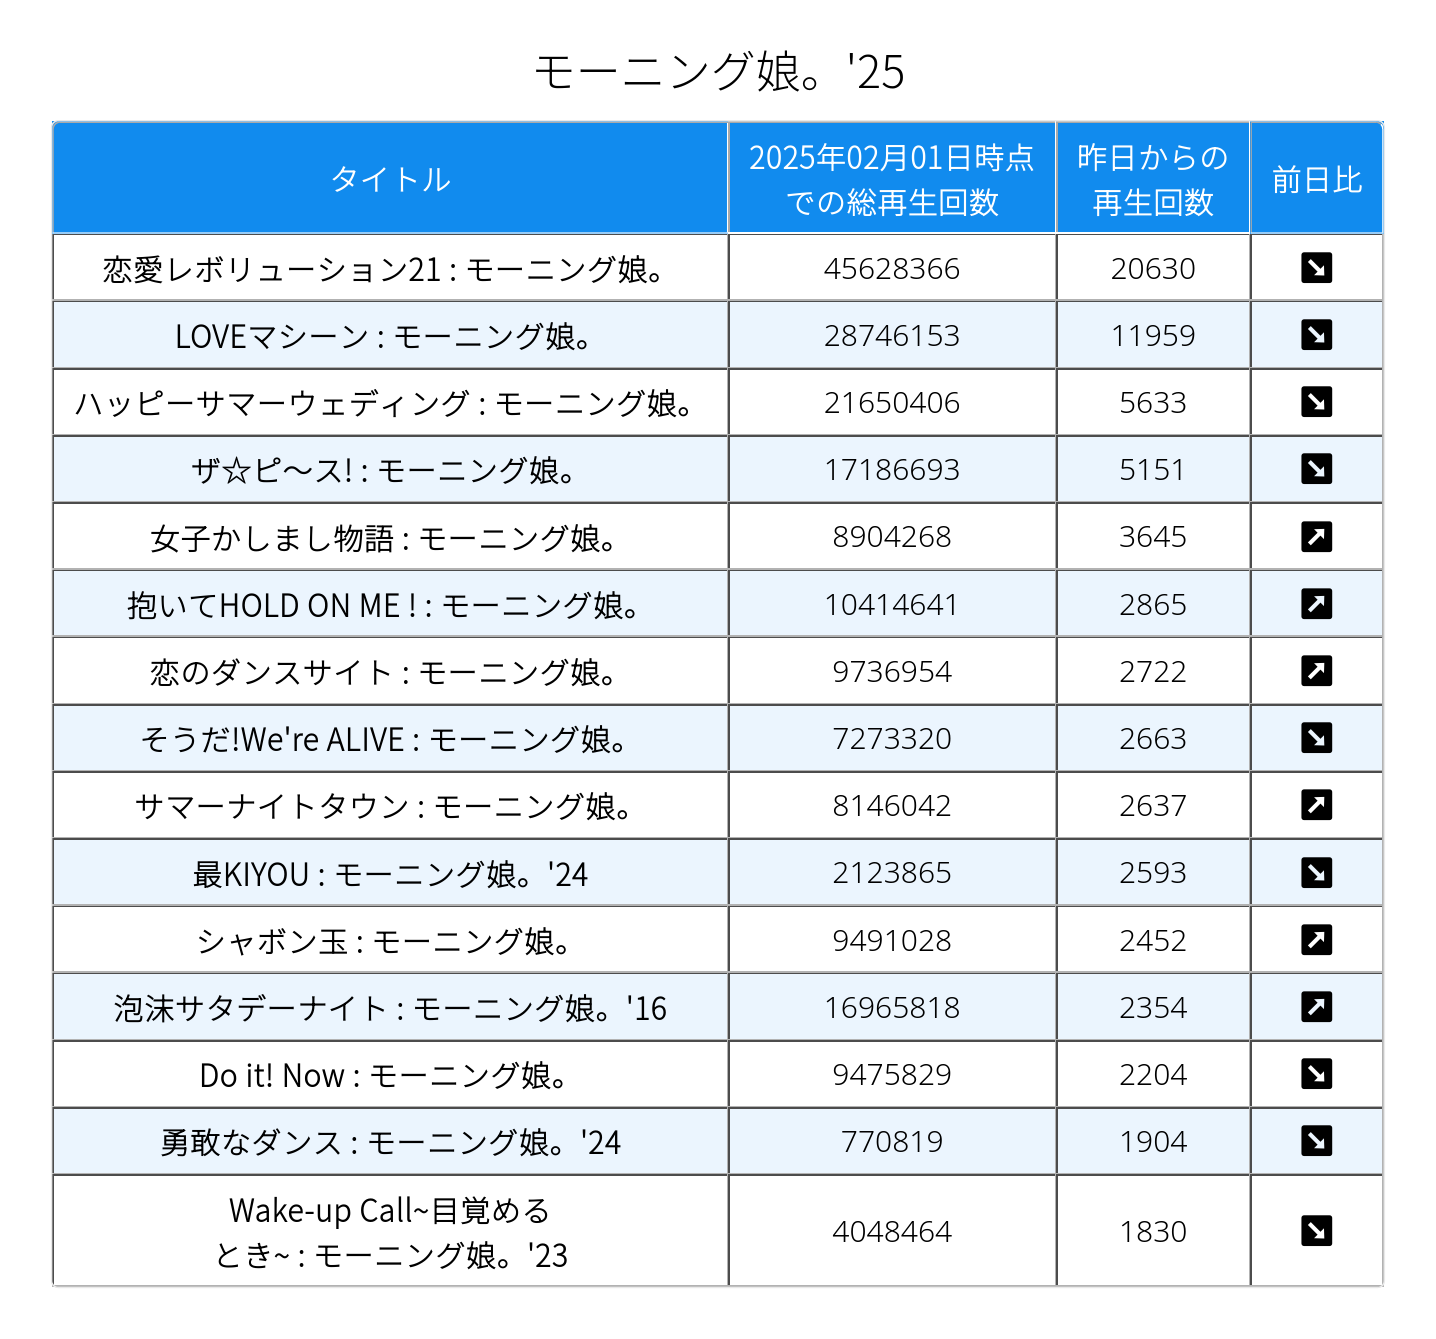 モーニング娘。'25
タイトル
2025年02月01日時点
での総再生回数
昨日からの
再生回数
前日比
恋愛レボリューション21 : モーニング娘。 45628366 20630
LOVEマシーン : モーニング娘。 28746153 11959
ハッピーサマーウェディング : モーニング娘。 21650406 5633
ザ☆ピ〜ス! : モーニング娘。 17186693 5151
女子かしまし物語 : モーニング娘。 8904268 3645
抱いてHOLD ON ME ! : モーニング娘。 10414641 2865
恋のダンスサイト : モーニング娘。 9736954 2722
そうだ!We're ALIVE : モーニング娘。 7273320 2663
サマーナイトタウン : モーニング娘。 8146042 2637
最KIYOU : モーニング娘。'24 2123865 2593
シャボン玉 : モーニング娘。 9491028 2452
泡沫サタデーナイト : モーニング娘。'16 16965818 2354
Do it! Now : モーニング娘。 9475829 2204
勇敢なダンス : モーニング娘。'24 770819 1904
Wake-up Call~目覚める
とき~ : モーニング娘。'23 4048464 1830